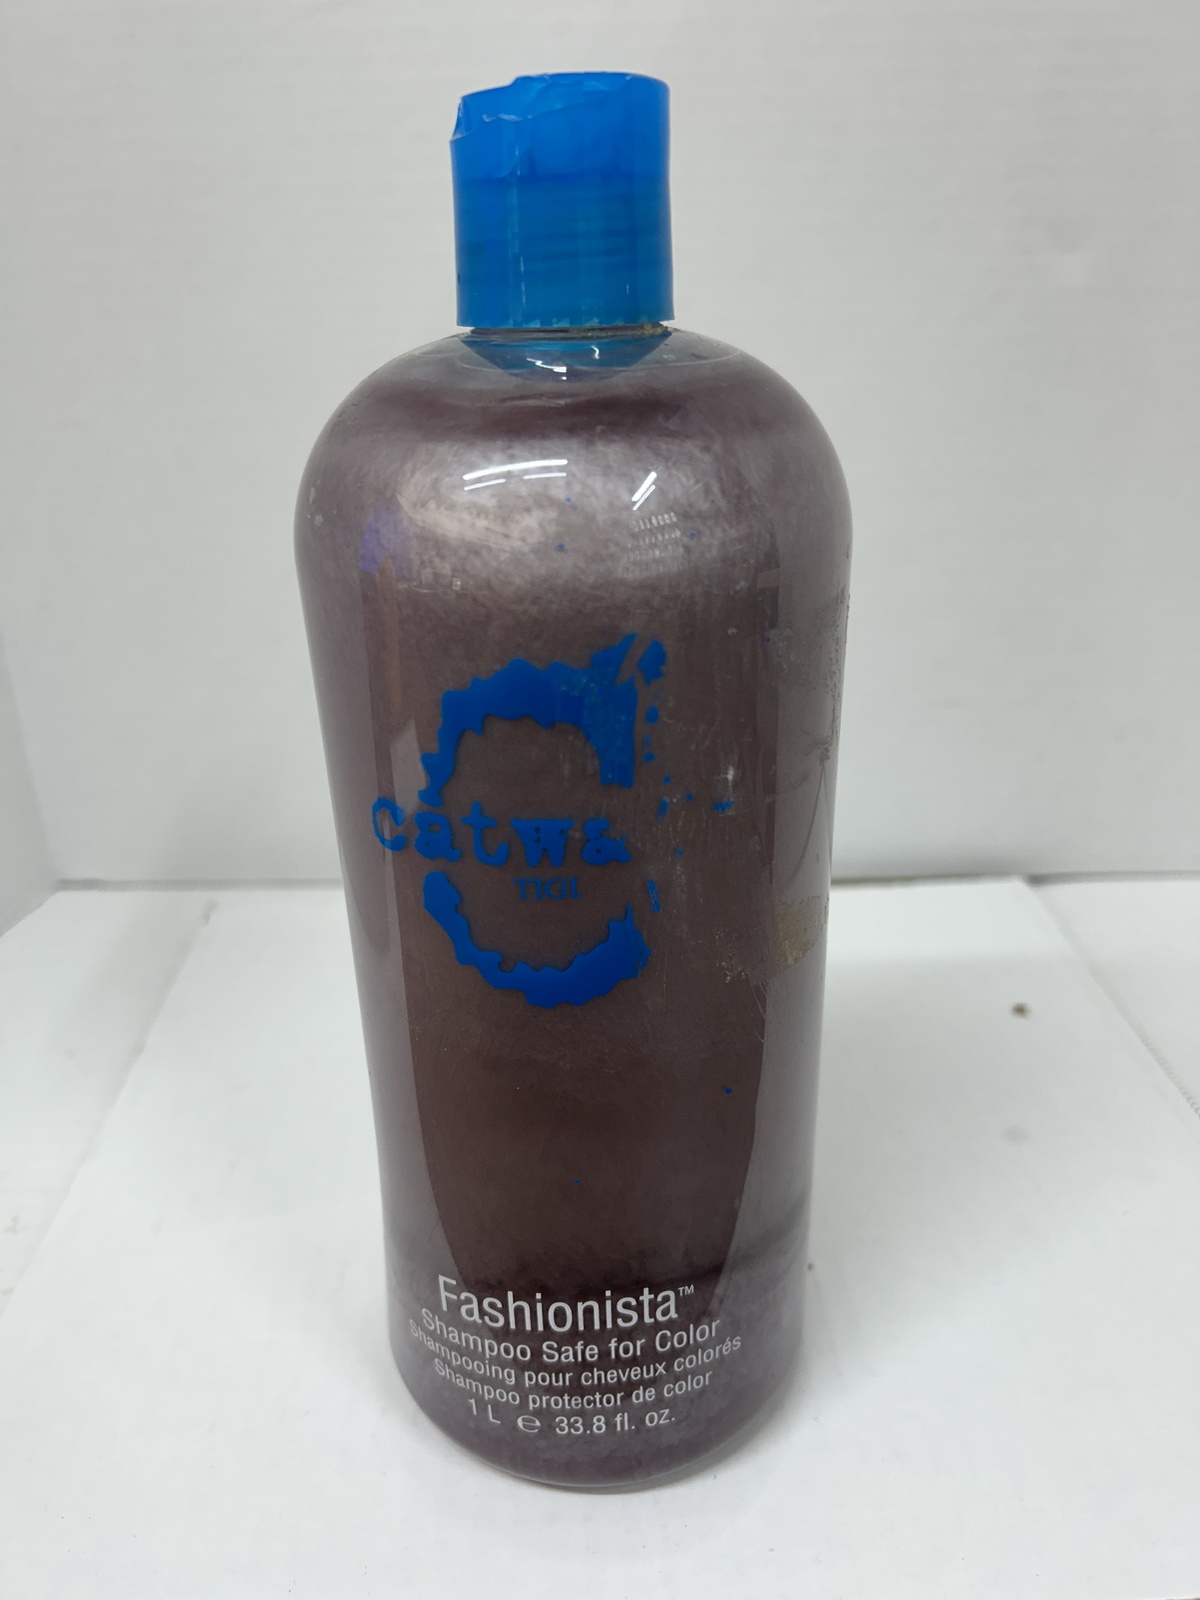 catwa
TIGI
Fashionista™
Shampoo Safe for Color
Shampooing pour cheveux colorés
Shampoo protector de color
1 L ℮ 33.8 fl. oz.